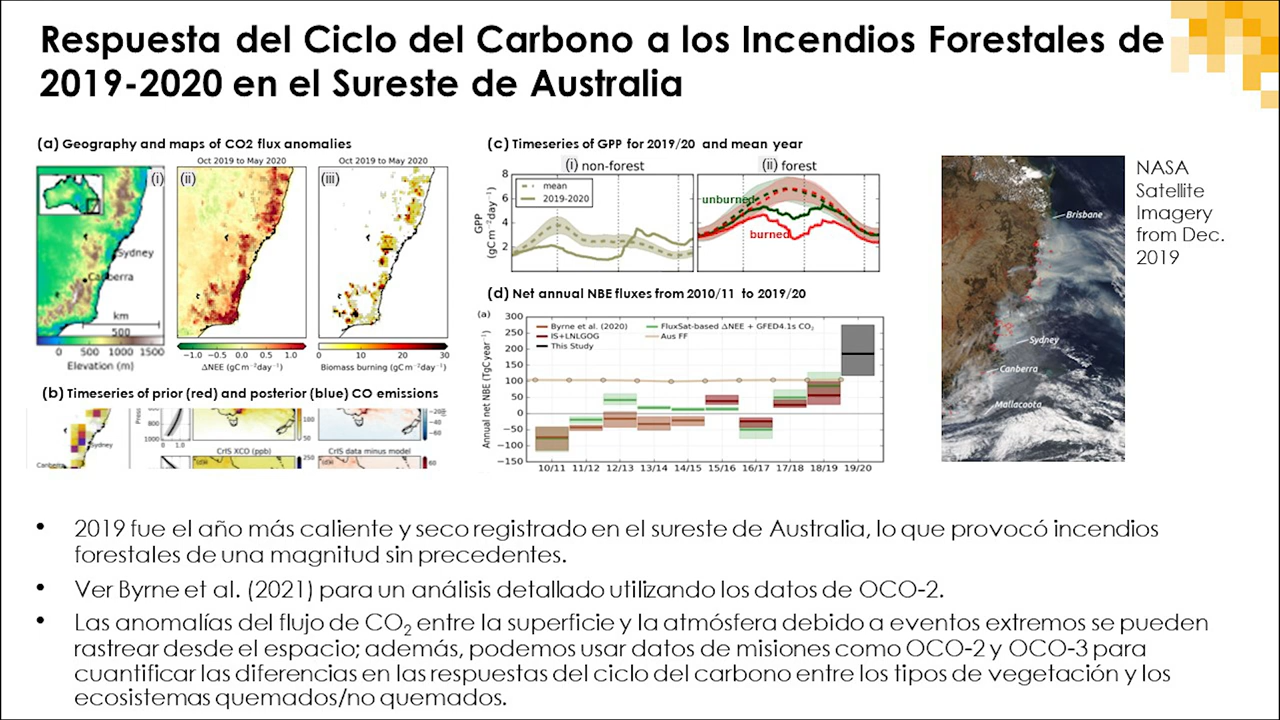 Respuesta del Ciclo del Carbono a los Incendios Forestales de
2019-2020 en el Sureste de Australia
(a) Geography and maps of CO2 flux anomalies
Oct 2019 to May 2020
Oct 2019 to May 2020
(i)
(ii)
(iii)
Sydney
Canberra
km
500
0 500 1000 1500
Elevation (m)
−1.0 −0.5 0.0 0.5 1.0
ΔNEE (gC m⁻²day⁻¹)
0 10 20 30
Biomass burning (gC m⁻²day⁻¹)
(b) Timeseries of prior (red) and posterior (blue) CO emissions
Sydney
Canberra
800
1000
0 1.0
100
50
−20
−40
−60
CrIS XCO (ppb)
CrIS data minus model
250
60
(c) Timeseries of GPP for 2019/20 and mean year
(i) non-forest
(ii) forest
8
6
4
2
GPP
(gC m⁻²day⁻¹)
mean
2019-2020
unburned
burned
(d) Net annual NBE fluxes from 2010/11 to 2019/20
(a)
Annual net NBE (TgC year⁻¹)
300
250
200
150
100
50
0
−50
−100
−150
Byrne et al. (2020)
IS+LNLGOG
This Study
FluxSat-based ΔNEE + GFED4.1s CO₂
Aus FF
10/11 11/12 12/13 13/14 14/15 15/16 16/17 17/18 18/19 19/20
Brisbane
Sydney
Canberra
Mallacoota
NASA
Satellite
Imagery
from Dec.
2019
• 2019 fue el año más caliente y seco registrado en el sureste de Australia, lo que provocó incendios
forestales de una magnitud sin precedentes.
• Ver Byrne et al. (2021) para un análisis detallado utilizando los datos de OCO-2.
• Las anomalías del flujo de CO₂ entre la superficie y la atmósfera debido a eventos extremos se pueden
rastrear desde el espacio; además, podemos usar datos de misiones como OCO-2 y OCO-3 para
cuantificar las diferencias en las respuestas del ciclo del carbono entre los tipos de vegetación y los
ecosistemas quemados/no quemados.